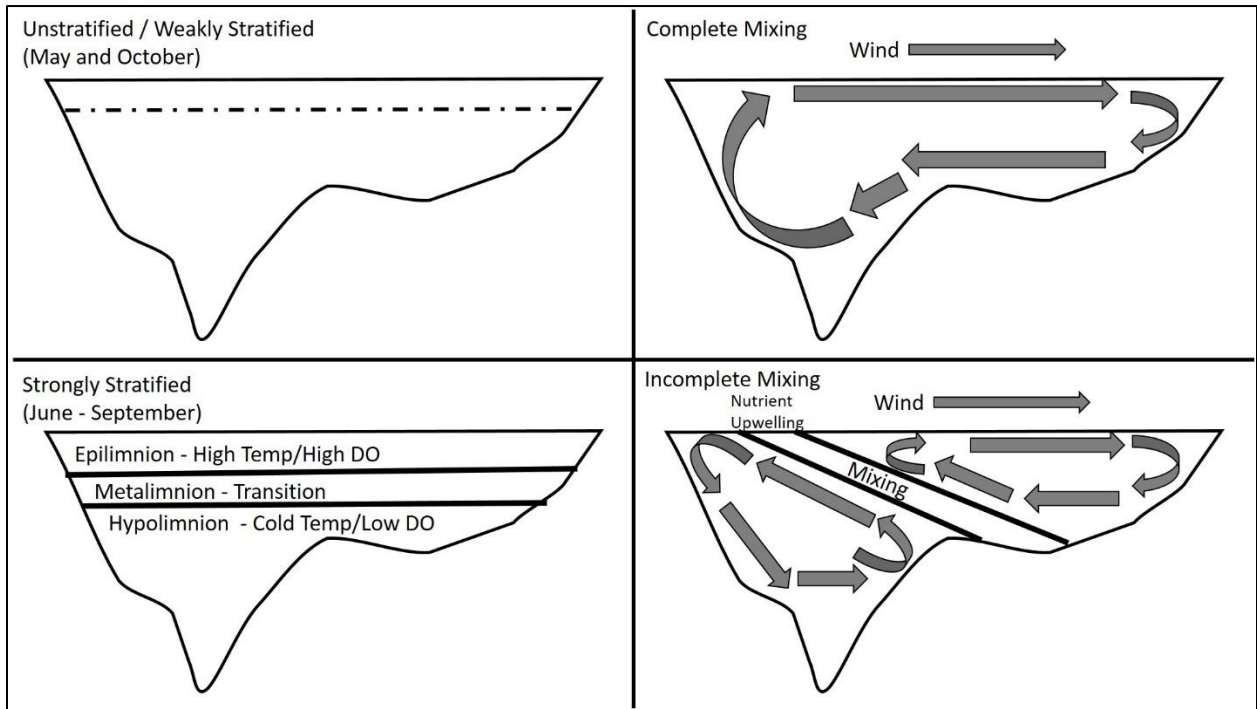 Unstratified / Weakly Stratified
(May and October)
Complete Mixing
Wind
Strongly Stratified
(June - September)
Epilimnion - High Temp/High DO
Metalimnion - Transition
Hypolimnion - Cold Temp/Low DO
Incomplete Mixing
Nutrient
Upwelling
Wind
Mixing